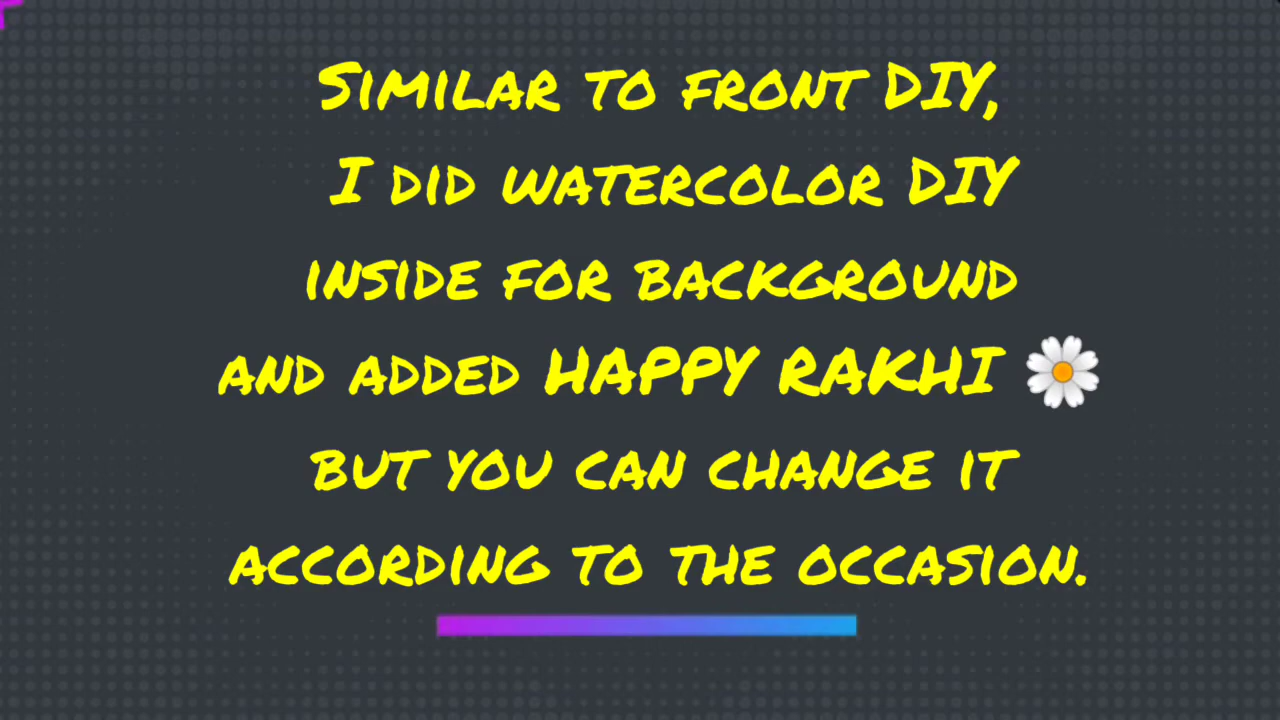 Similar to front DIY,
I did watercolor DIY
inside for background
and added HAPPY RAKHI 🌼
but you can change it
according to the occasion.